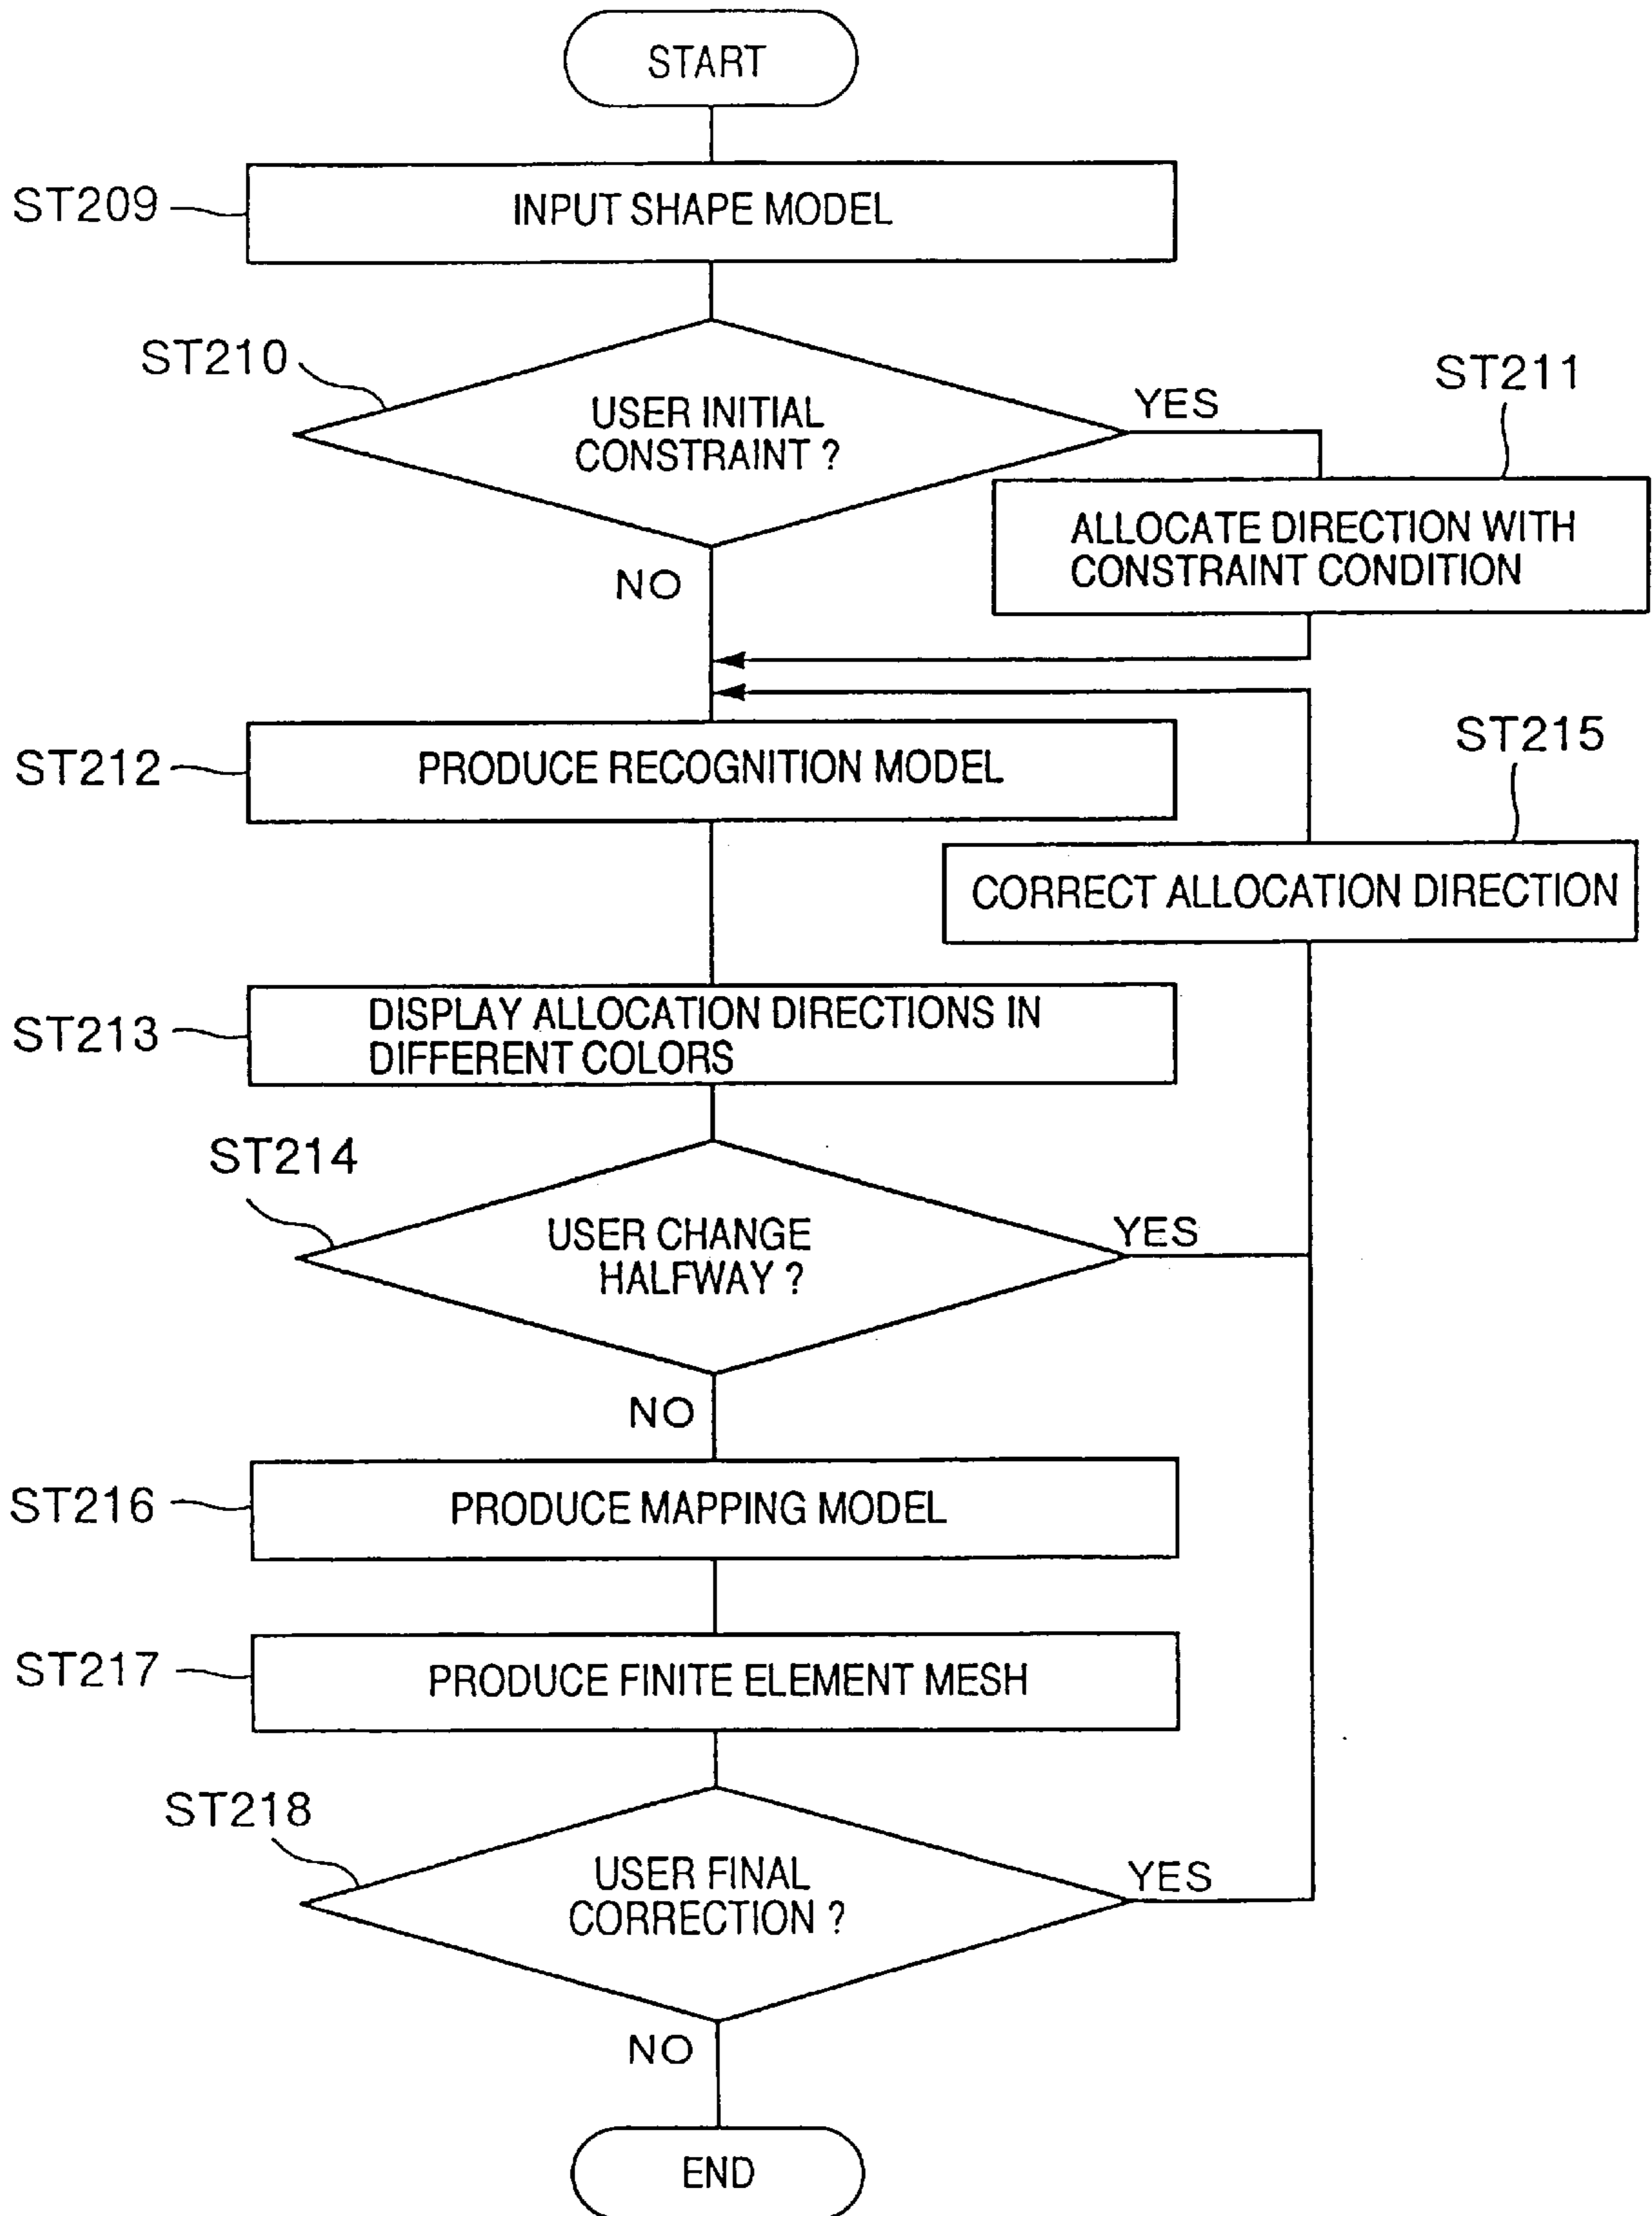 START
ST209
INPUT SHAPE MODEL
ST210
USER INITIAL
CONSTRAINT ?
YES
ST211
ALLOCATE DIRECTION WITH
CONSTRAINT CONDITION
NO
ST212
PRODUCE RECOGNITION MODEL
ST215
CORRECT ALLOCATION DIRECTION
ST213
DISPLAY ALLOCATION DIRECTIONS IN
DIFFERENT COLORS
ST214
USER CHANGE
HALFWAY ?
YES
NO
ST216
PRODUCE MAPPING MODEL
ST217
PRODUCE FINITE ELEMENT MESH
ST218
USER FINAL
CORRECTION ?
YES
NO
END